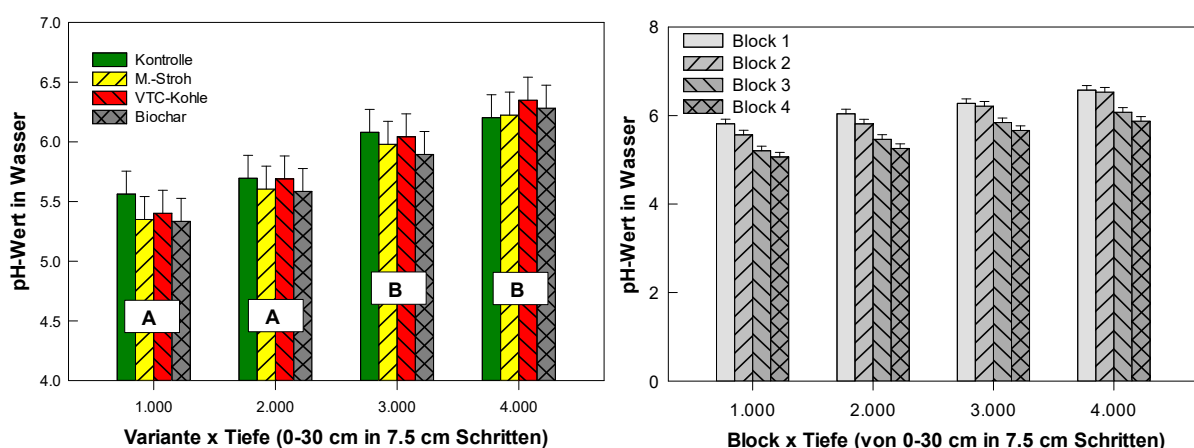 7.0
6.5
6.0
5.5
5.0
4.5
4.0
pH-Wert in Wasser
Kontrolle
M.-Stroh
VTC-Kohle
Biochar
A
A
B
B
1.000
2.000
3.000
4.000
Variante x Tiefe (0-30 cm in 7.5 cm Schritten)
8
6
4
2
0
pH-Wert in Wasser
Block 1
Block 2
Block 3
Block 4
1.000
2.000
3.000
4.000
Block x Tiefe (von 0-30 cm in 7.5 cm Schritten)